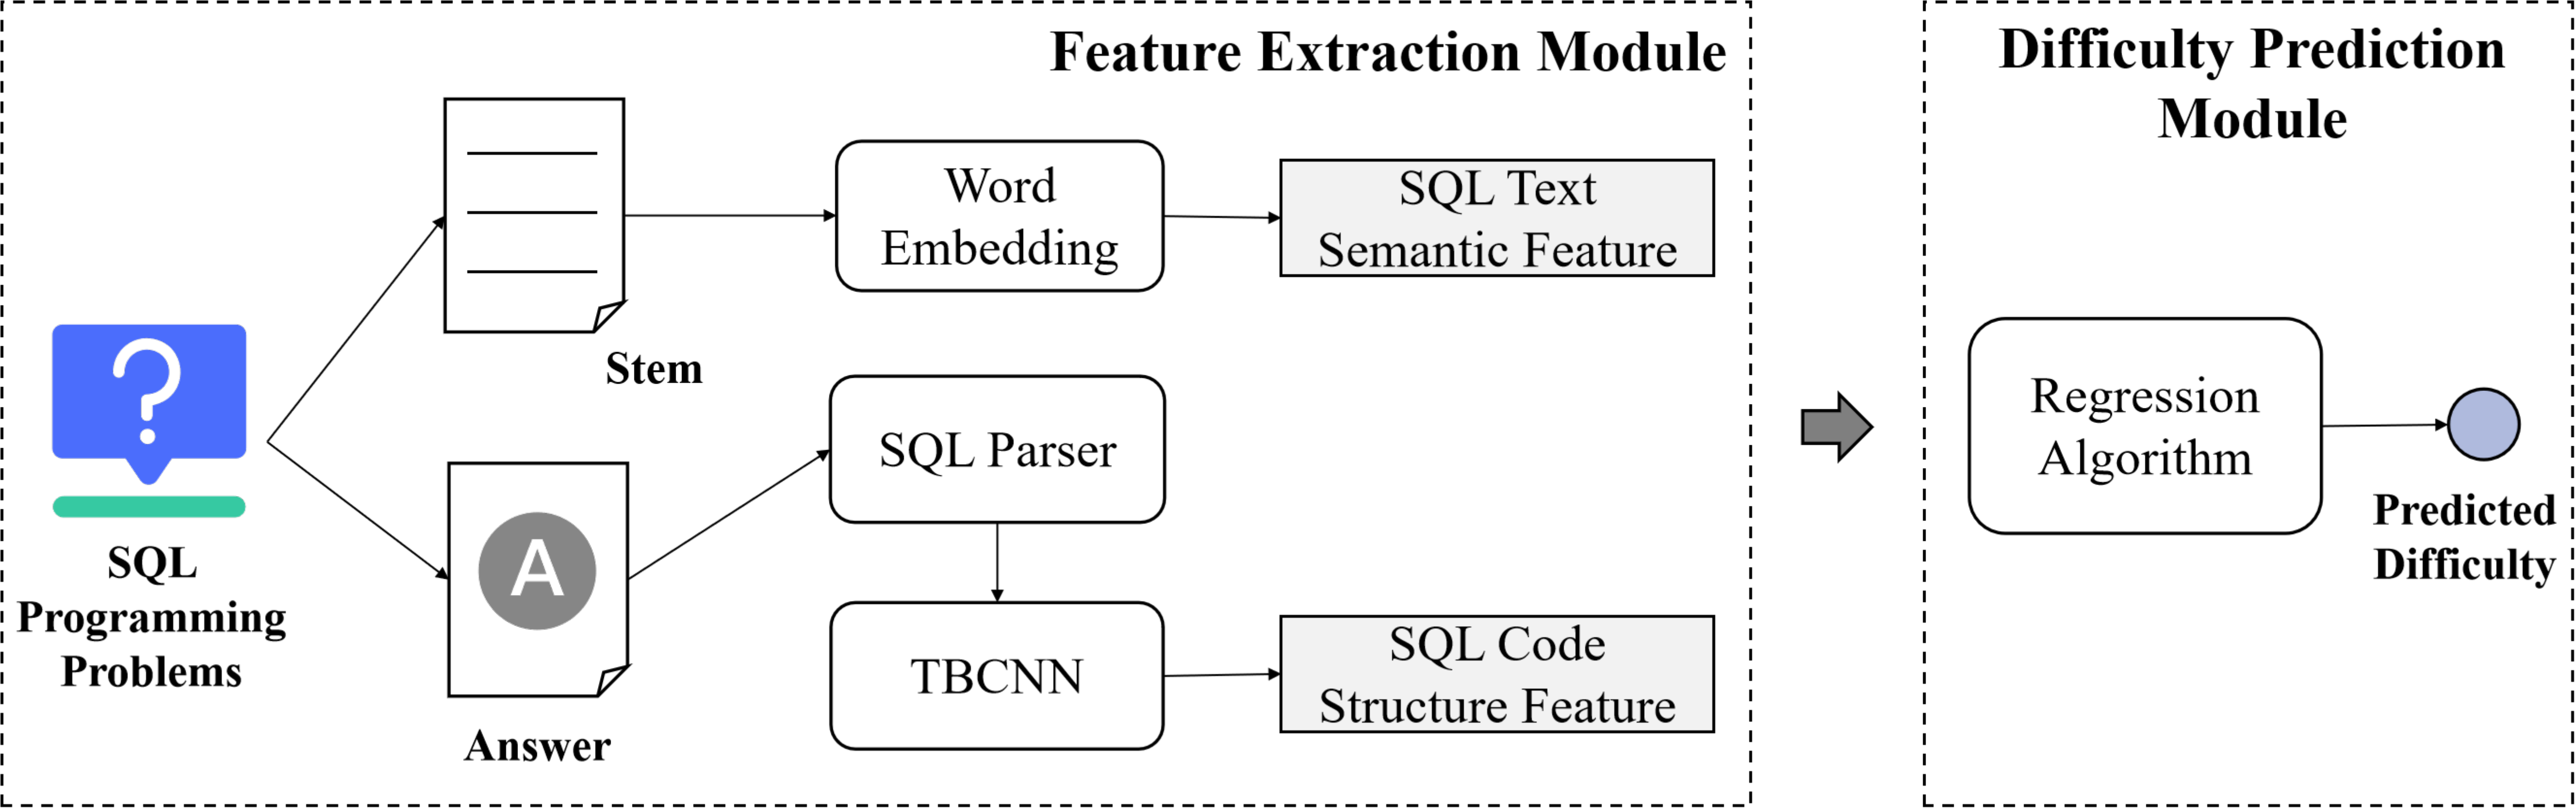 Feature Extraction Module
Word
Embedding
SQL Text
Semantic Feature
Stem
SQL Parser
SQL
Programming
Problems
A
Answer
TBCNN
SQL Code
Structure Feature
Difficulty Prediction
Module
Regression
Algorithm
Predicted
Difficulty